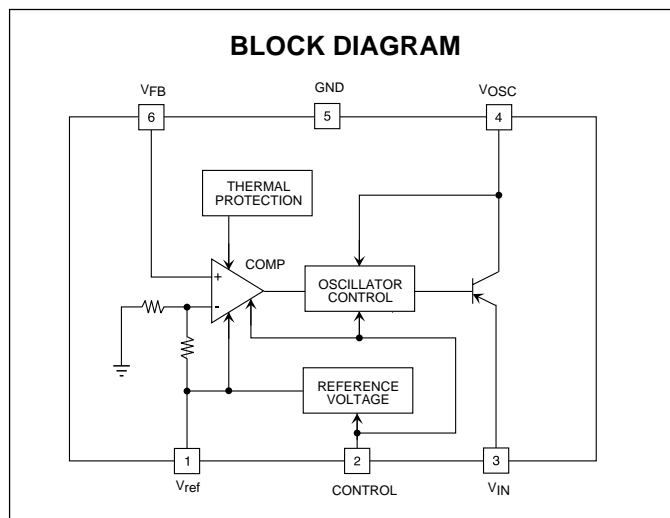 BLOCK DIAGRAM
VFB
GND
VOSC
6
5
4
THERMAL
PROTECTION
COMP
+
-
OSCILLATOR
CONTROL
REFERENCE
VOLTAGE
1
2
3
Vref
CONTROL
VIN